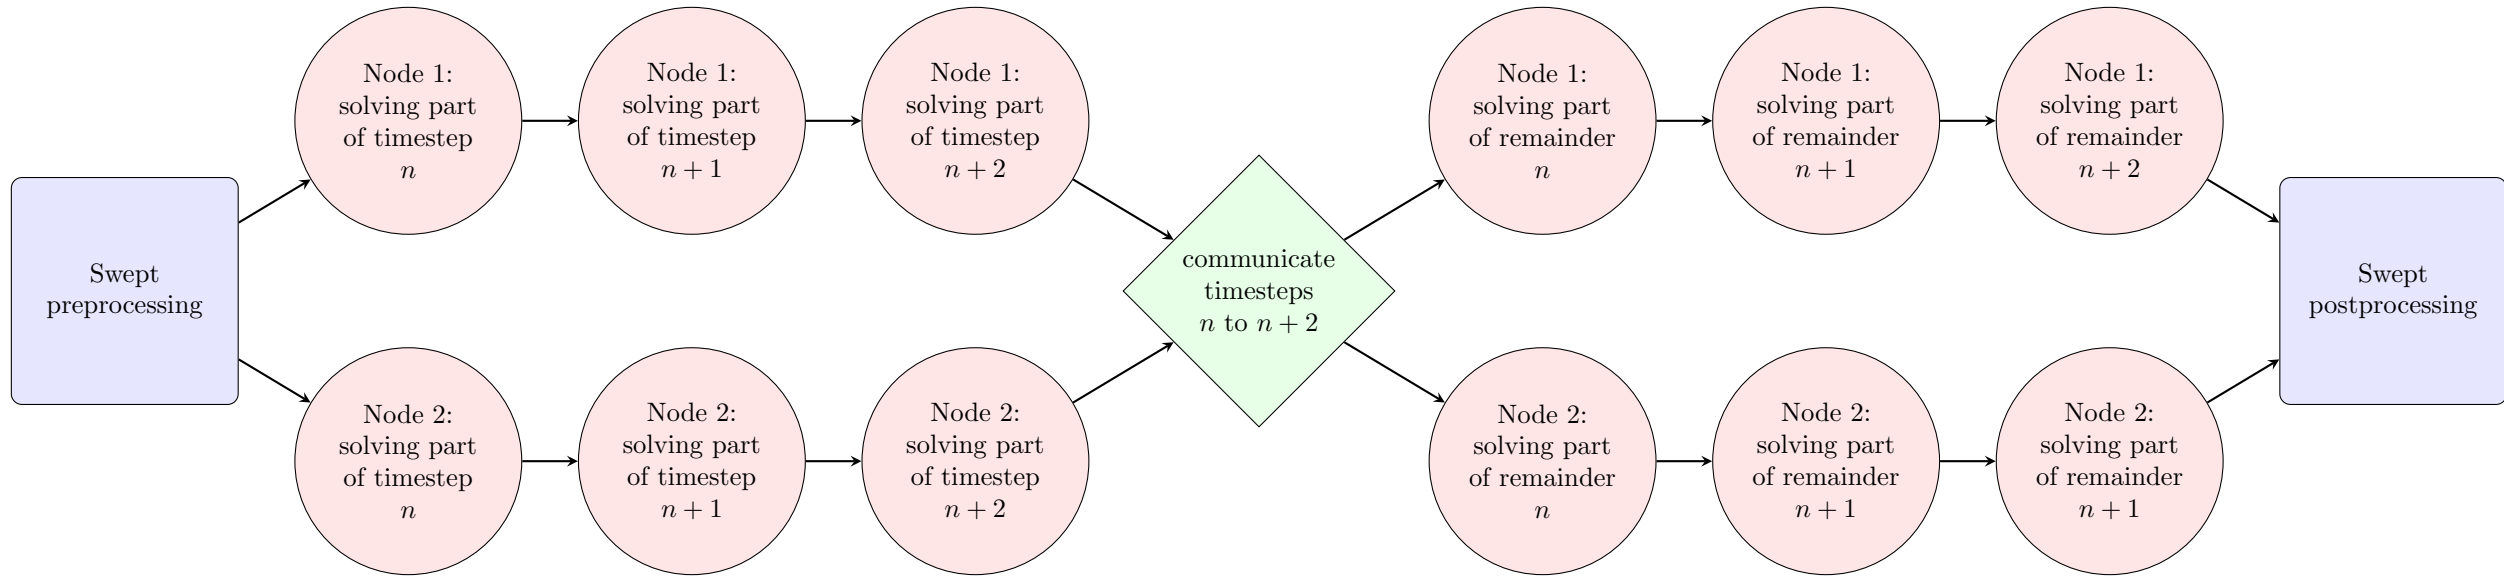 Swept
preprocessing
Node 1:
solving part
of timestep
n
Node 1:
solving part
of timestep
n + 1
Node 1:
solving part
of timestep
n + 2
Node 2:
solving part
of timestep
n
Node 2:
solving part
of timestep
n + 1
Node 2:
solving part
of timestep
n + 2
communicate
timesteps
n to n + 2
Node 1:
solving part
of remainder
n
Node 1:
solving part
of remainder
n + 1
Node 1:
solving part
of remainder
n + 2
Node 2:
solving part
of remainder
n
Node 2:
solving part
of remainder
n + 1
Node 2:
solving part
of remainder
n + 1
Swept
postprocessing